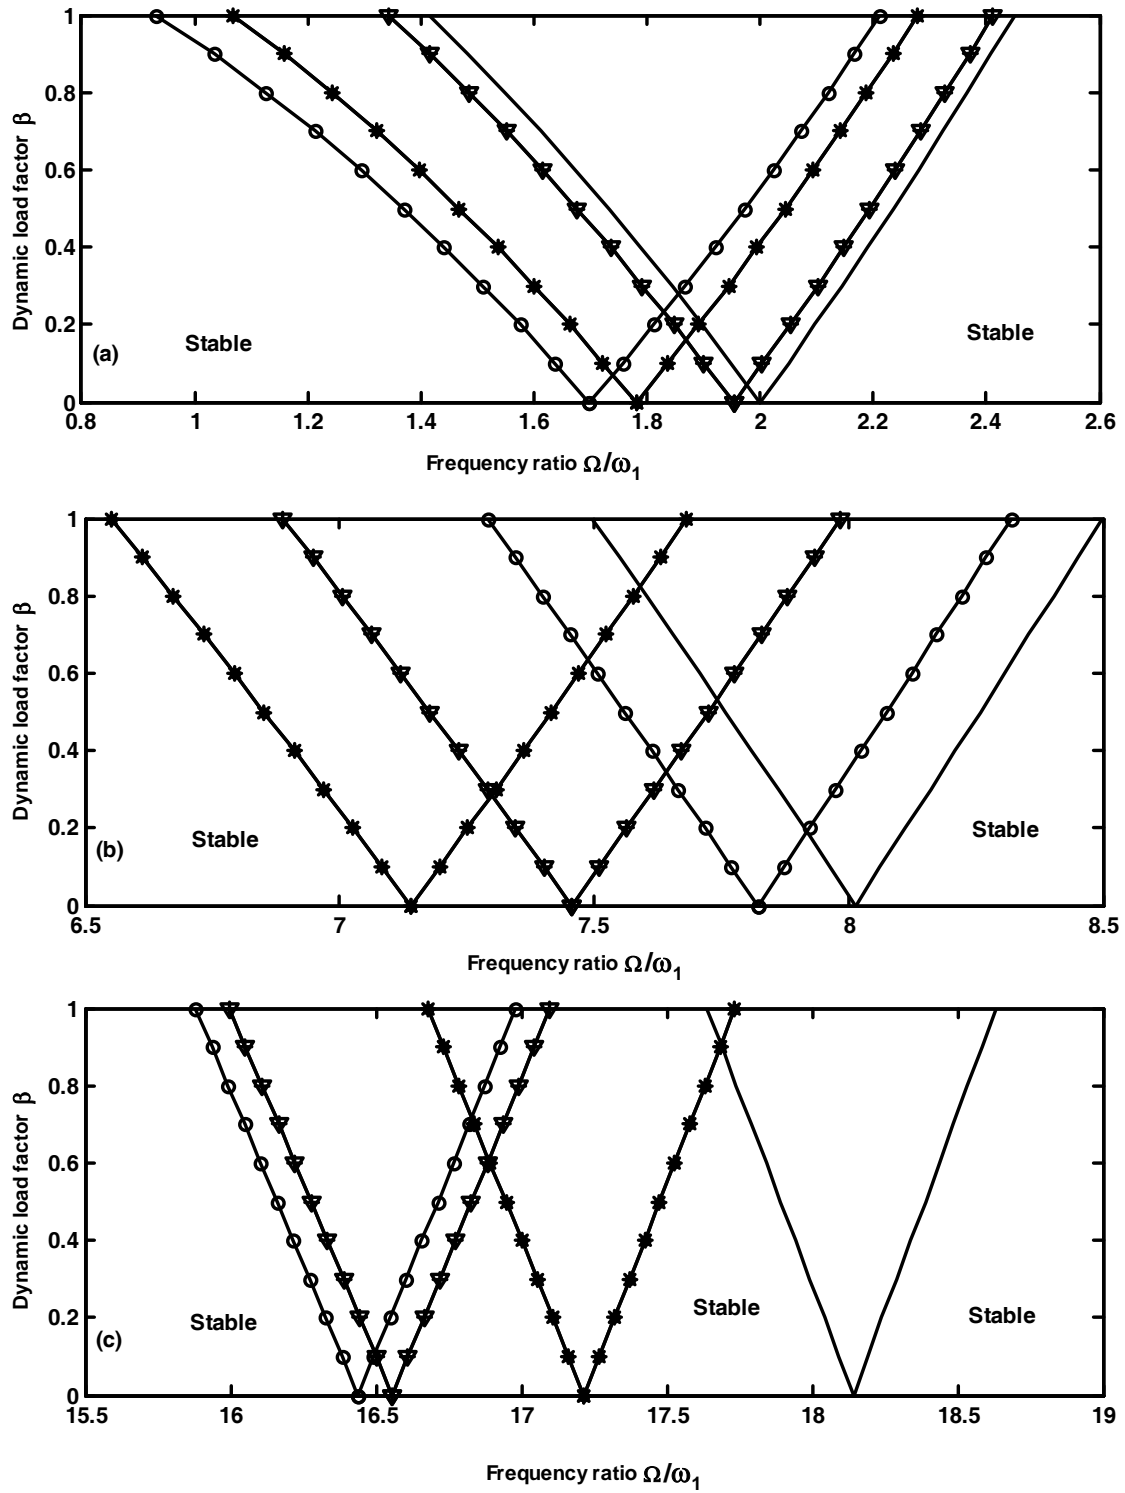 1
0.8
0.6
0.4
0.2
0
Dynamic load factor β
(a)
Stable
Stable
0.8 1 1.2 1.4 1.6 1.8 2 2.2 2.4 2.6
Frequency ratio Ω/ω1
1
0.8
0.6
0.4
0.2
0
Dynamic load factor β
(b)
Stable
Stable
6.5 7 7.5 8 8.5
Frequency ratio Ω/ω1
1
0.8
0.6
0.4
0.2
0
Dynamic load factor β
(c)
Stable
Stable
Stable
15.5 16 16.5 17 17.5 18 18.5 19
Frequency ratio Ω/ω1